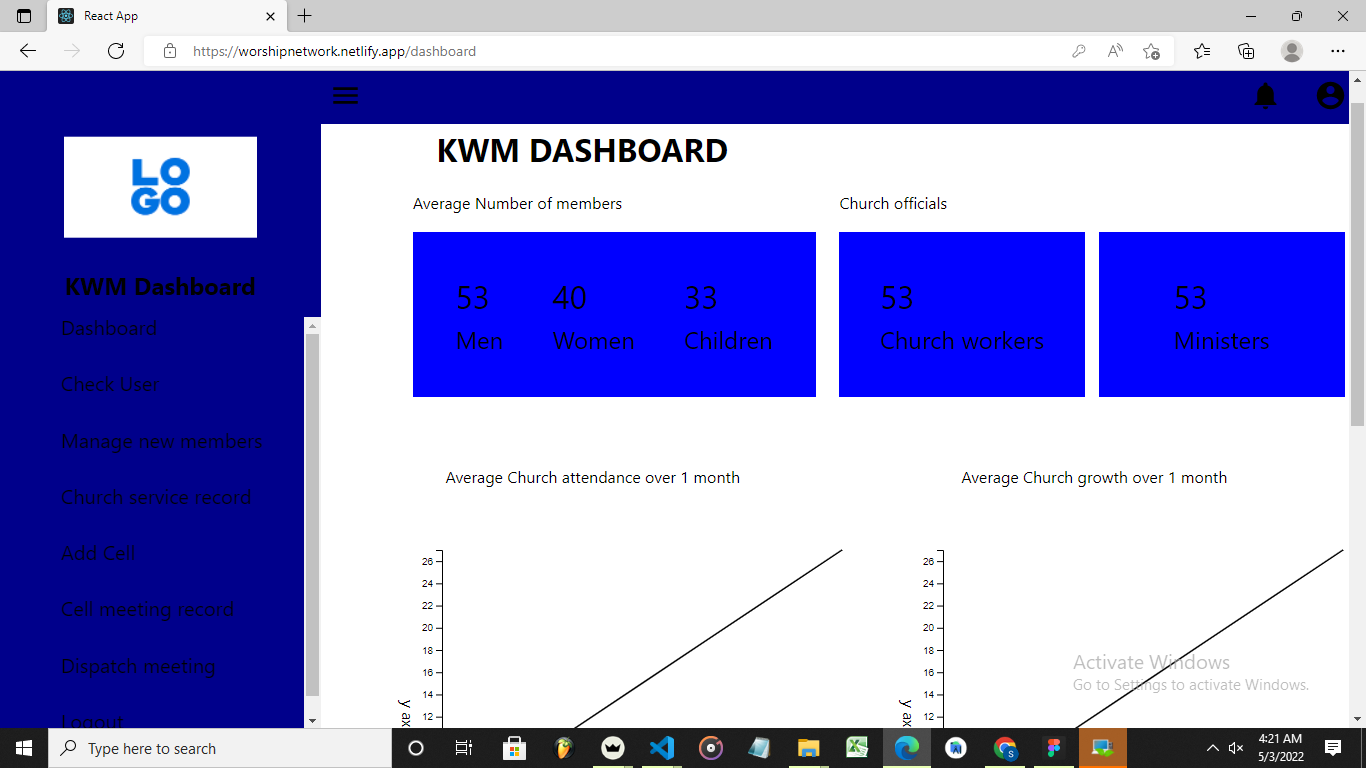 React App
https://worshipnetwork.netlify.app/dashboard
LO
GO
KWM Dashboard
Dashboard
Check User
Manage new members
Church service record
Add Cell
Cell meeting record
Dispatch meeting
Logout
KWM DASHBOARD
Average Number of members
Church officials
53 40 33
Men Women Children
53
Church workers
53
Ministers
Average Church attendance over 1 month
26
24
22
20
18
16
14
12
y ax
Average Church growth over 1 month
26
24
22
20
18
16
14
12
y ax
Activate Windows
Go to Settings to activate Windows.
Type here to search
4:21 AM
5/3/2022